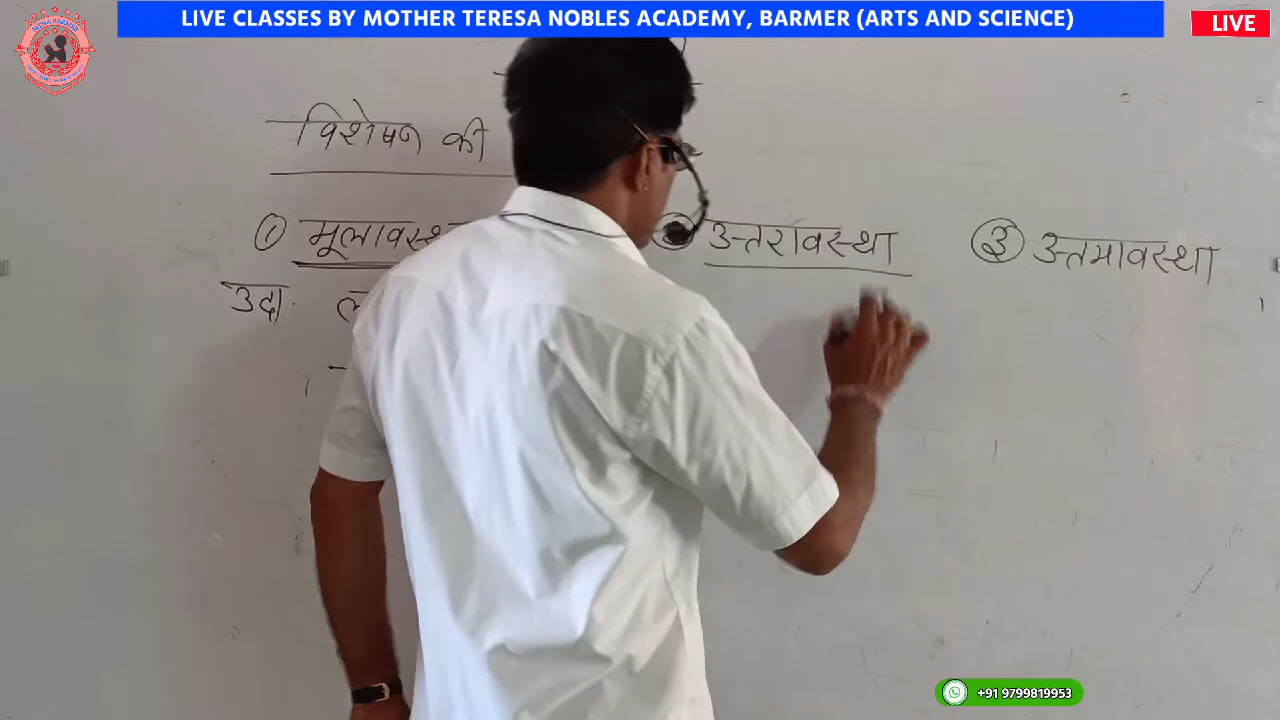 LIVE CLASSES BY MOTHER TERESA NOBLES ACADEMY, BARMER (ARTS AND SCIENCE)
LIVE
विशेषण की
① मूलावस्थ ② उत्तरावस्था ③ उत्तमावस्था
उदा.
+91 9799819953